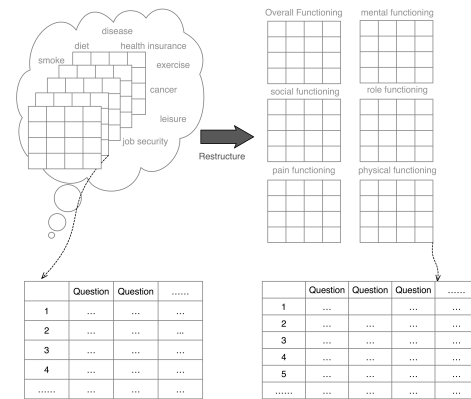 disease
diet health insurance
smoke exercise
cancer
leisure
job security
Restructure
Overall Functioning mental functioning
social functioning role functioning
pain functioning physical functioning
Question Question ……
1 … … …
2 … … …
3 … … …
4 … … …
…… … … …
Question Question Question ……
1 … … …
2 … … … …
3 … … … …
4 … … … …
5 … … … …
…… … … … …